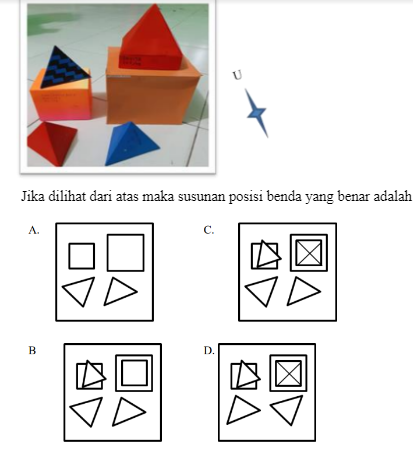 U
Jika dilihat dari atas maka susunan posisi benda yang benar adalah
A.
C.
B
D.